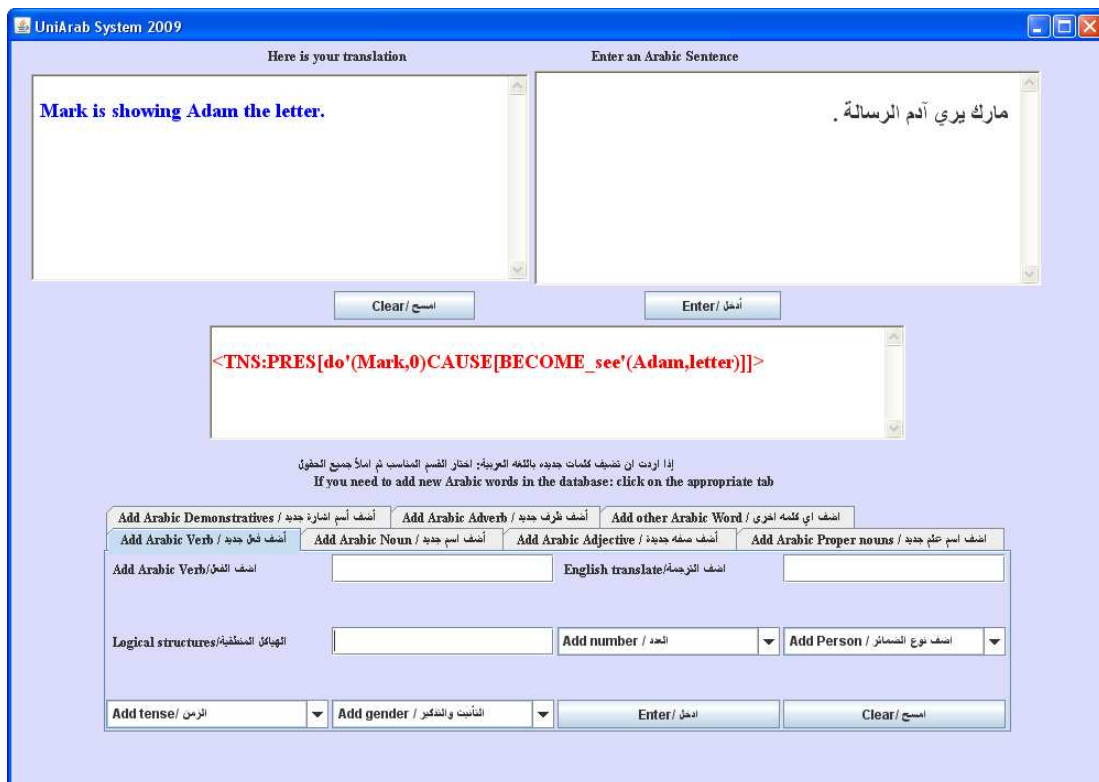 UniArab System 2009
Here is your translation
Enter an Arabic Sentence
Mark is showing Adam the letter.
مارك يري آدم الرسالة .
Clear/امسح
Enter/أدخل
<TNS:PRES[do'(Mark,0)CAUSE[BECOME_see'(Adam,letter)]]>
إذا اردت ان تضيف كلمات جديده باللغه العربية: اختار القسم المناسب ثم املأ جميع الحقول
If you need to add new Arabic words in the database: click on the appropriate tab
Add Arabic Demonstratives / أضف أسم اشارة جديد
Add Arabic Adverb / أضف ظرف جديد
Add other Arabic Word / اضف اي كلمه اخرى
Add Arabic Verb / أضف فعل جديد
Add Arabic Noun / أضف اسم جديد
Add Arabic Adjective / أضف صفه جديدة
Add Arabic Proper nouns / اضف اسم علم جديد
Add Arabic Verb/اضف الفعل
English translate/اضف الترجمة
Logical structures/الهياكل المنطقية
Add number / العدد
Add Person / اضف نوع الضمائر
Add tense/ الزمن
Add gender / التأنيث والتذكير
Enter/ ادخل
Clear/امسح